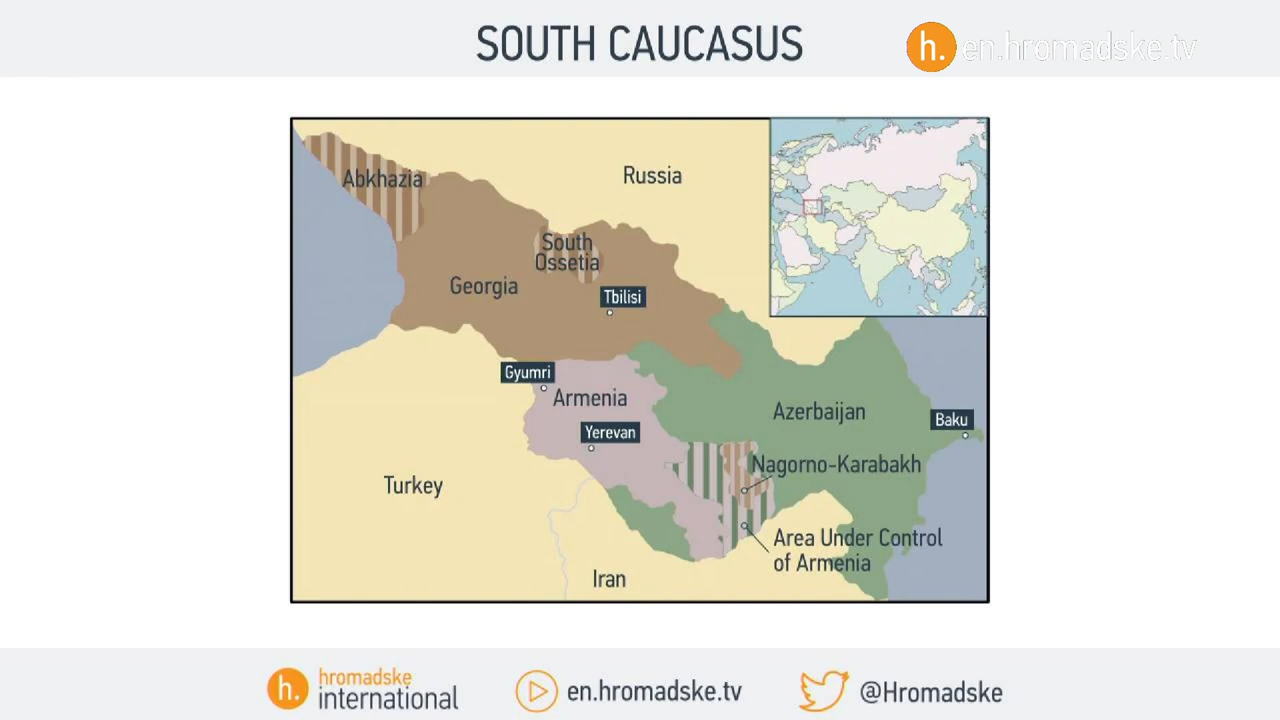 SOUTH CAUCASUS
h. en.hromadske.tv
Abkhazia
Russia
South
Ossetia
Georgia
Tbilisi
Gyumri
Armenia
Azerbaijan
Baku
Yerevan
Nagorno-Karabakh
Turkey
Area Under Control
of Armenia
Iran
h. hromadske
international
en.hromadske.tv
@Hromadske